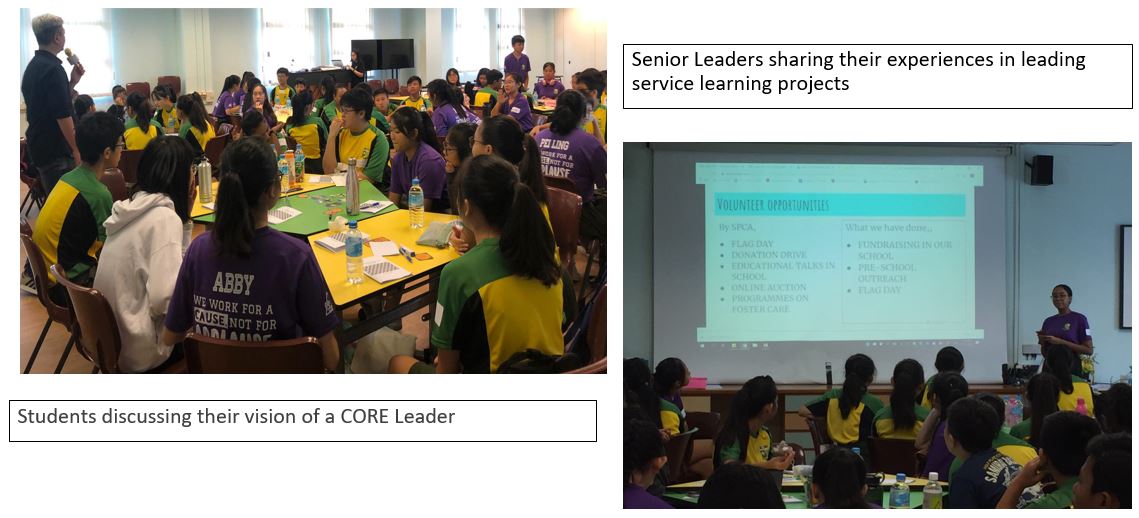 PEI LING
WE WORK FOR A
CAUSE NOT FOR
APPLAUSE
ABBY
WE WORK FOR A
CAUSE NOT FOR
APPLAUSE
Students discussing their vision of a CORE Leader
Senior Leaders sharing their experiences in leading
service learning projects
VOLUNTEER OPPORTUNITIES
By SPCA,
FLAG DAY
DONATION DRIVE
EDUCATIONAL TALKS IN
SCHOOL
ONLINE AUCTION
PROGRAMMES ON
FOSTER CARE
What we have done,,
FUNDRAISING IN OUR
SCHOOL
PRE-SCHOOL
OUTREACH
FLAG DAY